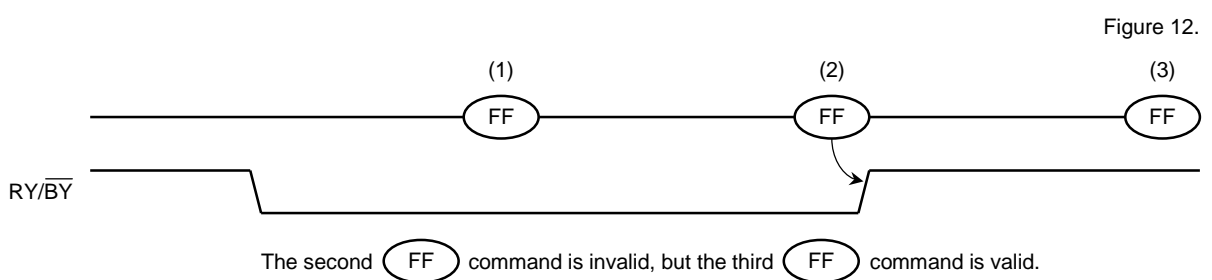 Figure 12.
(1) (2) (3)
FF FF FF
RY/BY
The second FF command is invalid, but the third FF command is valid.